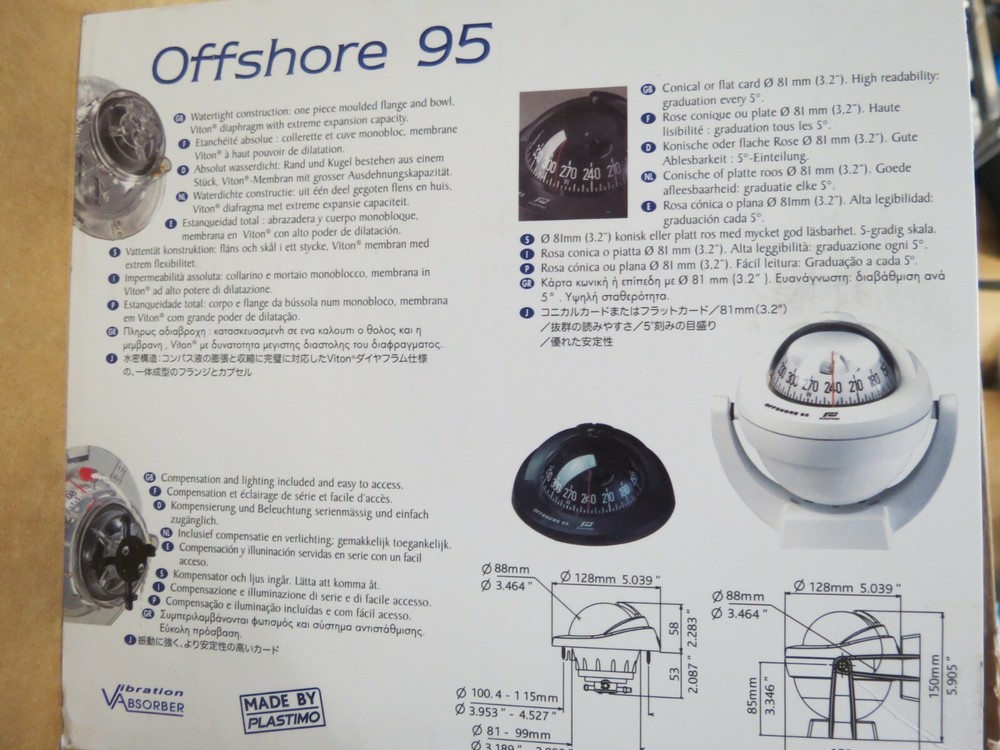 Offshore 95
GB Watertight construction: one piece moulded flange and bowl,
Viton® diaphragm with extreme expansion capacity.
F Etanchéité absolue : collerette et cuve monobloc, membrane
Viton® à haut pouvoir de dilatation.
D Absolut wasserdicht: Rand und Kugel bestehen aus einem
Stück, Viton®-Membran mit grosser Ausdehnungskapazität.
NL Waterdichte constructie: uit één deel gegoten flens en huis,
Viton® diafragma met extreme expansie capaciteit.
E Estanqueidad total : abrazadera y cuerpo monobloque,
membrana en Viton® con alto poder de dilatación.
S Vattentät konstruktion: fläns och skål i ett stycke, Viton® membran med
extrem flexibilitet.
I Impermeabilità assoluta: collarino e mortaio monoblocco, membrana in
Viton® ad alto potere di dilatazione.
P Estanqueidade total: corpo e flange da bússola num monobloco, membrana
em Viton® com grande poder de dilatação.
GR Πληρως αδιαβροχη : κατασκευασμενη σε ενα καλουπι ο θολος και η
μεμβρανη , Viton® με δυνατοτητα μεγιστης διαστολης του διαφραγματος.
J 水密構造:コンパス液の膨張と収縮に完璧に対応したViton®ダイヤフラム仕様
の、一体成型のフランジとカプセル
GB Conical or flat card Ø 81 mm (3.2˝). High readability:
graduation every 5°.
F Rose conique ou plate Ø 81 mm (3.2˝). Haute
lisibilité : graduation tous les 5°.
D Konische oder flache Rose Ø 81 mm (3.2˝). Gute
Ablesbarkeit : 5°-Einteilung.
NL Conische of platte roos Ø 81 mm (3.2˝). Goede
afleesbaarheid: graduatie elke 5°.
E Rosa cónica o plana Ø 81mm (3.2˝). Alta legibilidad:
graduación cada 5°.
S Ø 81mm (3.2˝) konisk eller platt ros med mycket god läsbarhet. 5-gradig skala.
I Rosa conica o piatta Ø 81 mm (3.2˝). Alta leggibilità: graduazione ogni 5°.
P Rosa cónica ou plana Ø 81 mm (3.2˝). Fácil leitura: Graduação a cada 5°.
GR Κάρτα κωνική ή επίπεδη με Ø 81 mm (3.2˝ ). Ευανάγνωστη: διαβάθμιση ανά
5° . Υψηλή σταθερότητα.
J コニカルカードまたはフラットカード/81mm(3.2˝)
/抜群の読みやすさ/5°刻みの目盛り
/優れた安定性
300 270 240 210
300 270 240 210 180
OFFSHORE 95
270 240 210 180
OFFSHORE 95
GB Compensation and lighting included and easy to access.
F Compensation et éclairage de série et facile d'accès.
D Kompensierung und Beleuchtung serienmässig und einfach
zugänglich.
NL Inclusief compensatie en verlichting; gemakkelijk toegankelijk.
E Compensación y illuninación servidas en serie con un facil
acceso.
S Kompensator och ljus ingår. Lätta att komma åt.
I Compensazione e illuminazione di serie e di facile accesso.
P Compensação e iluminação incluídas e com fácil acesso.
GR Συμπεριλαμβάνονται φωτισμός και σύστημα αντιστάθμισης.
Εύκολη πρόσβαση.
J 振動に強く、より安定性の高いカード
Vibration
ABSORBER
MADE BY
PLASTIMO
Ø 88mm
Ø 3.464 "
Ø 128mm 5.039 "
58
2.283"
53
2.087 "
Ø 100.4 - 115mm
Ø 3.953" - 4.527"
Ø 81 - 99mm
Ø 3.189"
Ø 128mm 5.039 "
Ø 88mm
Ø 3.464 "
85mm
3.346"
150mm
5.905"